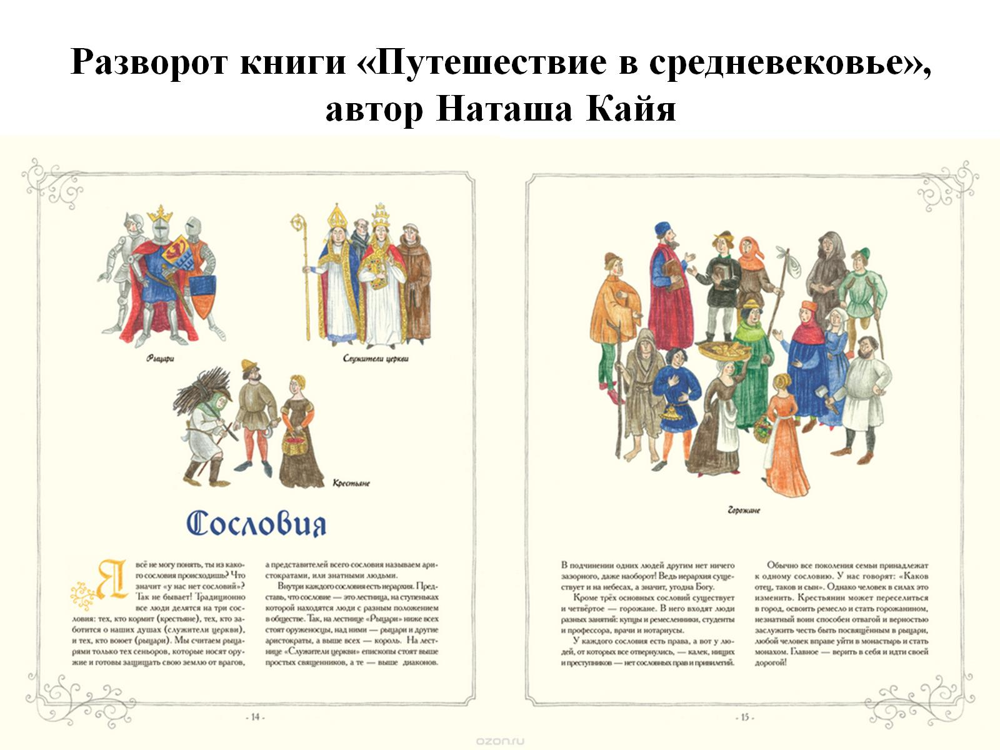 Разворот книги «Путешествие в средневековье»,
автор Наташа Кайя
Рыцари
Служители церкви
Крестьяне
Сословия
Я всё не могу понять, ты из како-
го сословия происходишь? Что
значит «у нас нет сословий»?
Так не бывает! Традиционно
все люди делятся на три сос-
ловия: тех, кто кормит (крестьяне), тех, кто за-
ботится о наших душах (служители церкви),
и тех, кто воюет (рыцари). Мы считаем рыца-
рями только тех сеньоров, которые носят ору-
жие и готовы защищать свою землю от врагов,
а представителей всего сословия называем ари-
стократами, или знатными людьми.
Внутри каждого сословия есть иерархия. Пред-
ставь, что сословие — это лестница, на ступеньках
которой находятся люди с разным положением
в обществе. Так, на лестнице «Рыцари» ниже всех
стоят оруженосцы, над ними — рыцари и другие
аристократы, а выше всех — король. На лест-
нице «Служители церкви» епископы стоят выше
простых священников, а те — выше диаконов.
- 14 -
Горожане
В подчинении одних людей другим нет ничего
зазорного, даже наоборот! Ведь иерархия суще-
ствует и на небесах, а значит, угодна Богу.
Кроме трёх основных сословий существует
и четвёртое — горожане. В него входят люди
разных занятий: купцы и ремесленники, студенты
и профессора, врачи и нотариусы.
У каждого сословия есть права, а вот у лю-
дей, от которых все отвернулись, — калек, нищих
и преступников — нет сословных прав и привилегий.
Обычно все поколения семьи принадлежат
к одному сословию. У нас говорят: «Каков
отец, таков и сын». Однако человек в силах это
изменить. Крестьянин может переселиться
в город, освоить ремесло и стать горожанином,
незнатный воин способен отвагой и верностью
заслужить честь быть посвящённым в рыцари,
любой человек вправе уйти в монастырь и стать
монахом. Главное — верить в себя и идти своей
дорогой!
- 15 -
ozon.ru